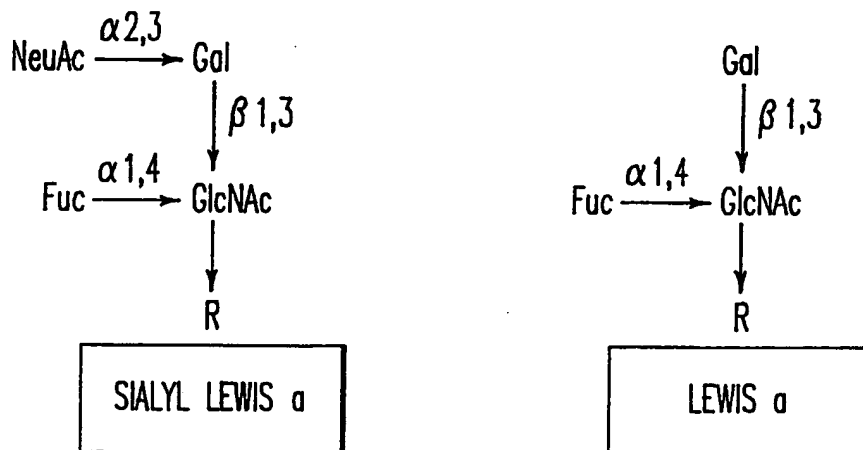 α2,3
NeuAc Gal
β1,3
α1,4
Fuc GlcNAc
R
SIALYL LEWIS a
Gal
β1,3
α1,4
Fuc GlcNAc
R
LEWIS a